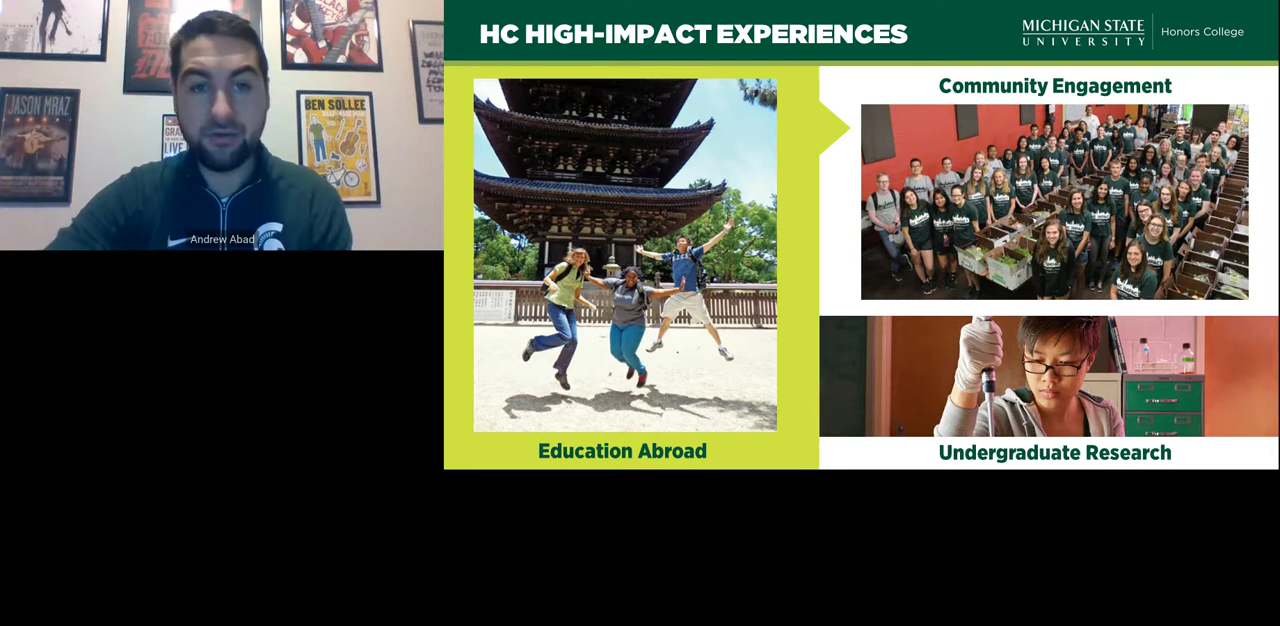 JASON MRAZ
BEN SOLLEE
LIVE
Andrew Abad
HC HIGH-IMPACT EXPERIENCES
MICHIGAN STATE
UNIVERSITY
Honors College
Education Abroad
Community Engagement
Undergraduate Research